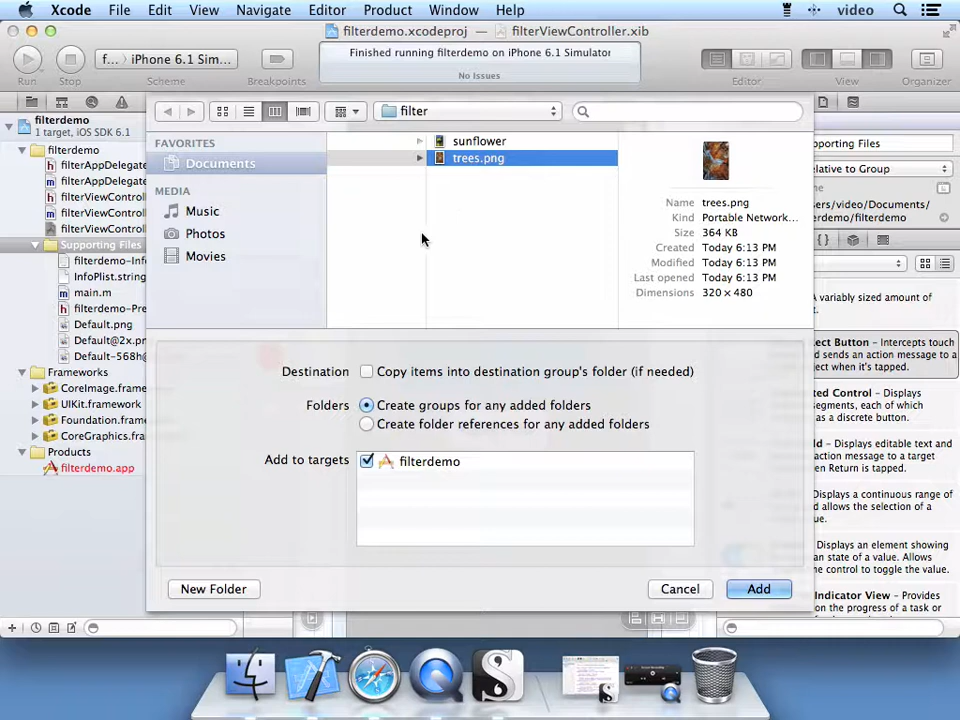 Xcode File Edit View Navigate Editor Product Window Help video
filterdemo.xcodeproj — filterViewController.xib
f... iPhone 6.1 Sim...
Finished running filterdemo on iPhone 6.1 Simulator
No Issues
Run Stop Scheme Breakpoints Editor View Organizer
filter
filterdemo
1 target, iOS SDK 6.1
filterdemo
filterAppDelegate
filterAppDelegate
filterViewControl
filterViewControl
filterViewControl
Supporting Files
filterdemo-Info
InfoPlist.string
main.m
filterdemo-Pre
Default.png
Default@2x.pn
Default-568h@
Frameworks
CoreImage.frame
UIKit.framework
Foundation.frame
CoreGraphics.frame
Products
filterdemo.app
FAVORITES
Documents
MEDIA
Music
Photos
Movies
sunflower
trees.png
Name trees.png
Kind Portable Network...
Size 364 KB
Created Today 6:13 PM
Modified Today 6:13 PM
Last opened Today 6:13 PM
Dimensions 320 × 480
Destination Copy items into destination group's folder (if needed)
Folders Create groups for any added folders
Create folder references for any added folders
Add to targets filterdemo
New Folder Cancel Add
pporting Files
elative to Group
ers/video/Documents/
erdemo/filterdemo
A variably sized amount of
t.
ect Button – Intercepts touch
nd sends an action message to a
ect when it's tapped.
ted Control – Displays
segments, each of which
as a discrete button.
ld – Displays editable text and
action message to a target
en Return is tapped.
splays a continuous range of
d allows the selection of a
ue.
Displays an element showing
an state of a value. Allows
he control to toggle the value.
Indicator View – Provides
on the progress of a task or